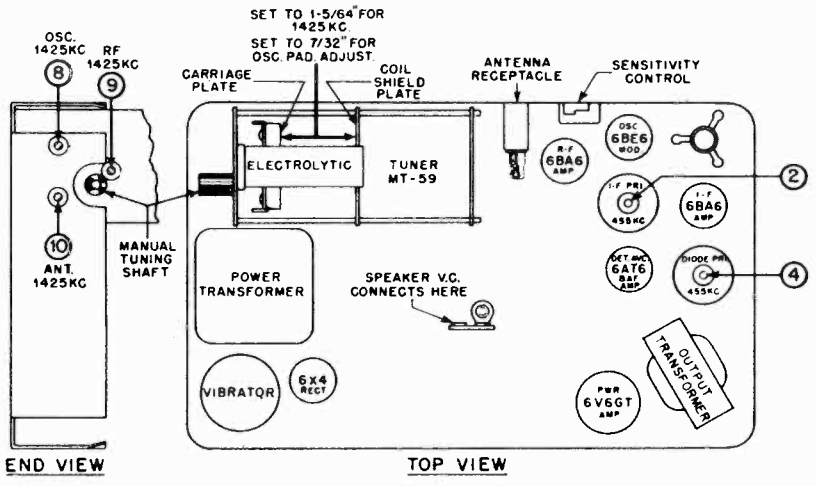 SET TO 1-5/64" FOR
1425KC.
SET TO 7/32" FOR
OSC. PAD. ADJUST.
OSC.
1425KC
8
RF
1425KC
9
CARRIAGE
PLATE
COIL
SHIELD
PLATE
ANTENNA
RECEPTACLE
SENSITIVITY
CONTROL
ELECTROLYTIC
TUNER
MT-59
R-F
6BA6
AMP
OSC
6BE6
MOD
I-F PRI
455KC
2
I-F
6BA6
AMP
10
ANT.
1425KC
MANUAL
TUNING
SHAFT
POWER
TRANSFORMER
SPEAKER V.C.
CONNECTS HERE
DET. AVC.
6AT6
8AF
AMP
DIODE PRI.
455KC
4
VIBRATOR
6X4
RECT
PWR
6V6GT
AMP
OUTPUT
TRANSFORMER
END VIEW
TOP VIEW